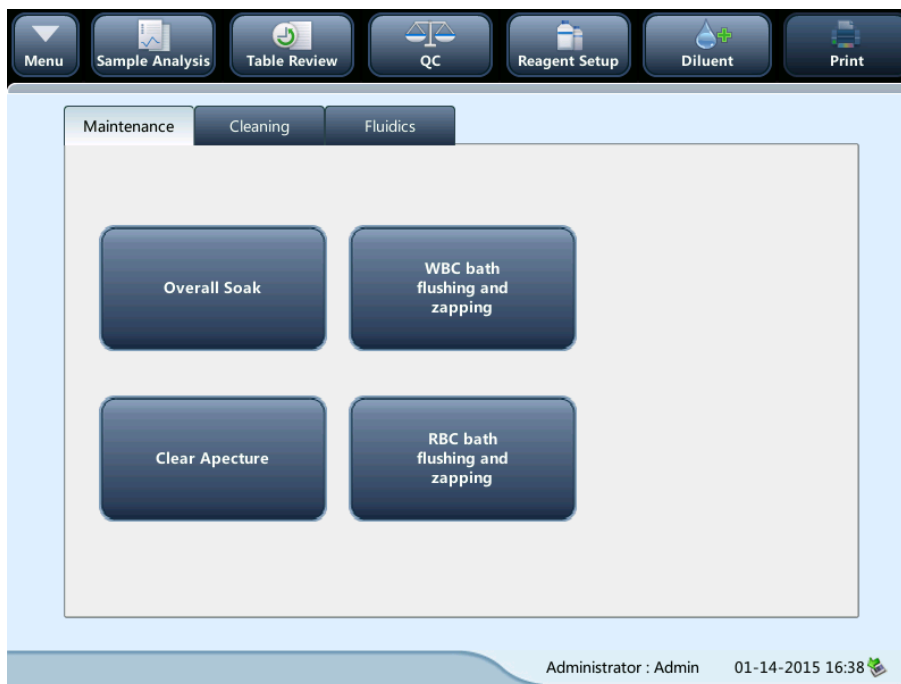 Menu
Sample Analysis
Table Review
QC
Reagent Setup
Diluent
Print
Maintenance
Cleaning
Fluidics
Overall Soak
WBC bath
flushing and
zapping
Clear Apecture
RBC bath
flushing and
zapping
Administrator : Admin
01-14-2015 16:38